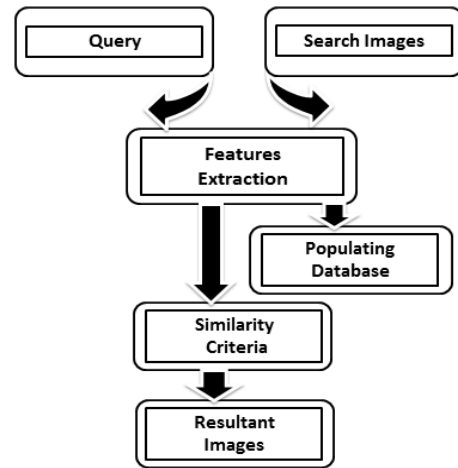 Query
Search Images
Features
Extraction
Populating
Database
Similarity
Criteria
Resultant
Images